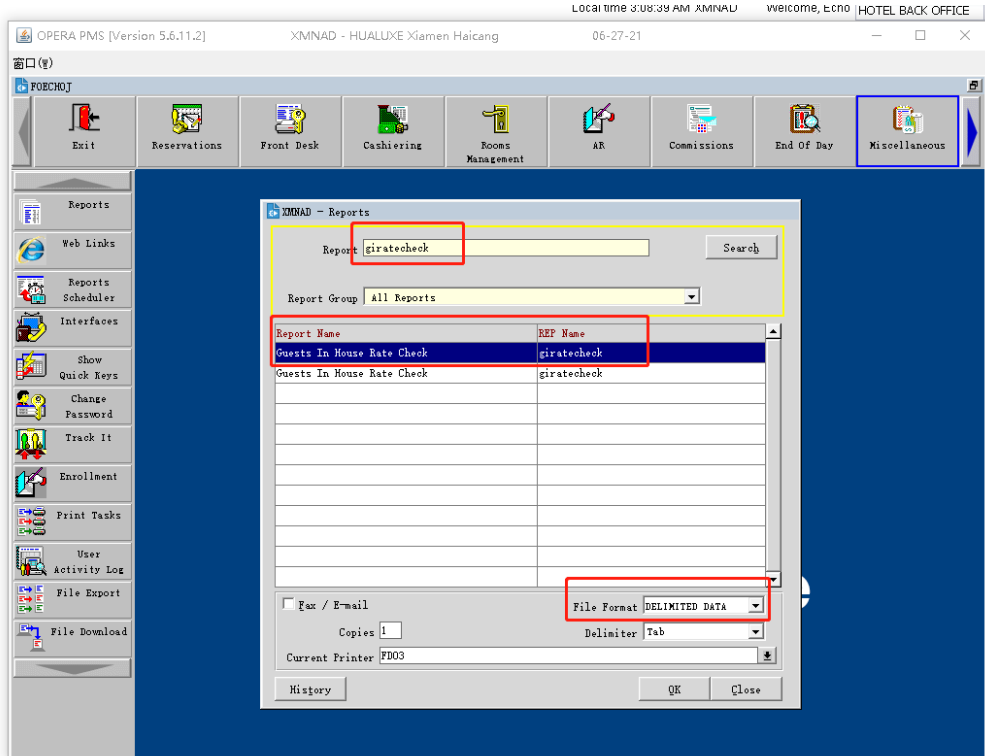 Local time 3:08:39 AM XMNAD Welcome, Echo HOTEL BACK OFFICE
OPERA PMS [Version 5.6.11.2] XMNAD - HUALUXE Xiamen Haicang 06-27-21
窗口(W)
FOECHOJ
Exit Reservations Front Desk Cashiering Rooms Management AR Commissions End Of Day Miscellaneous
Reports
Web Links
Reports Scheduler
Interfaces
Show Quick Keys
Change Password
Track It
Enrollment
Print Tasks
User Activity Log
File Export
File Download
XMNAD - Reports
Report giratecheck Search
Report Group All Reports
Report Name REP Name
Guests In House Rate Check giratecheck
Guests In House Rate Check giratecheck
Fax / E-mail File Format DELIMITED DATA
Copies 1 Delimiter Tab
Current Printer FDO3
History OK Close